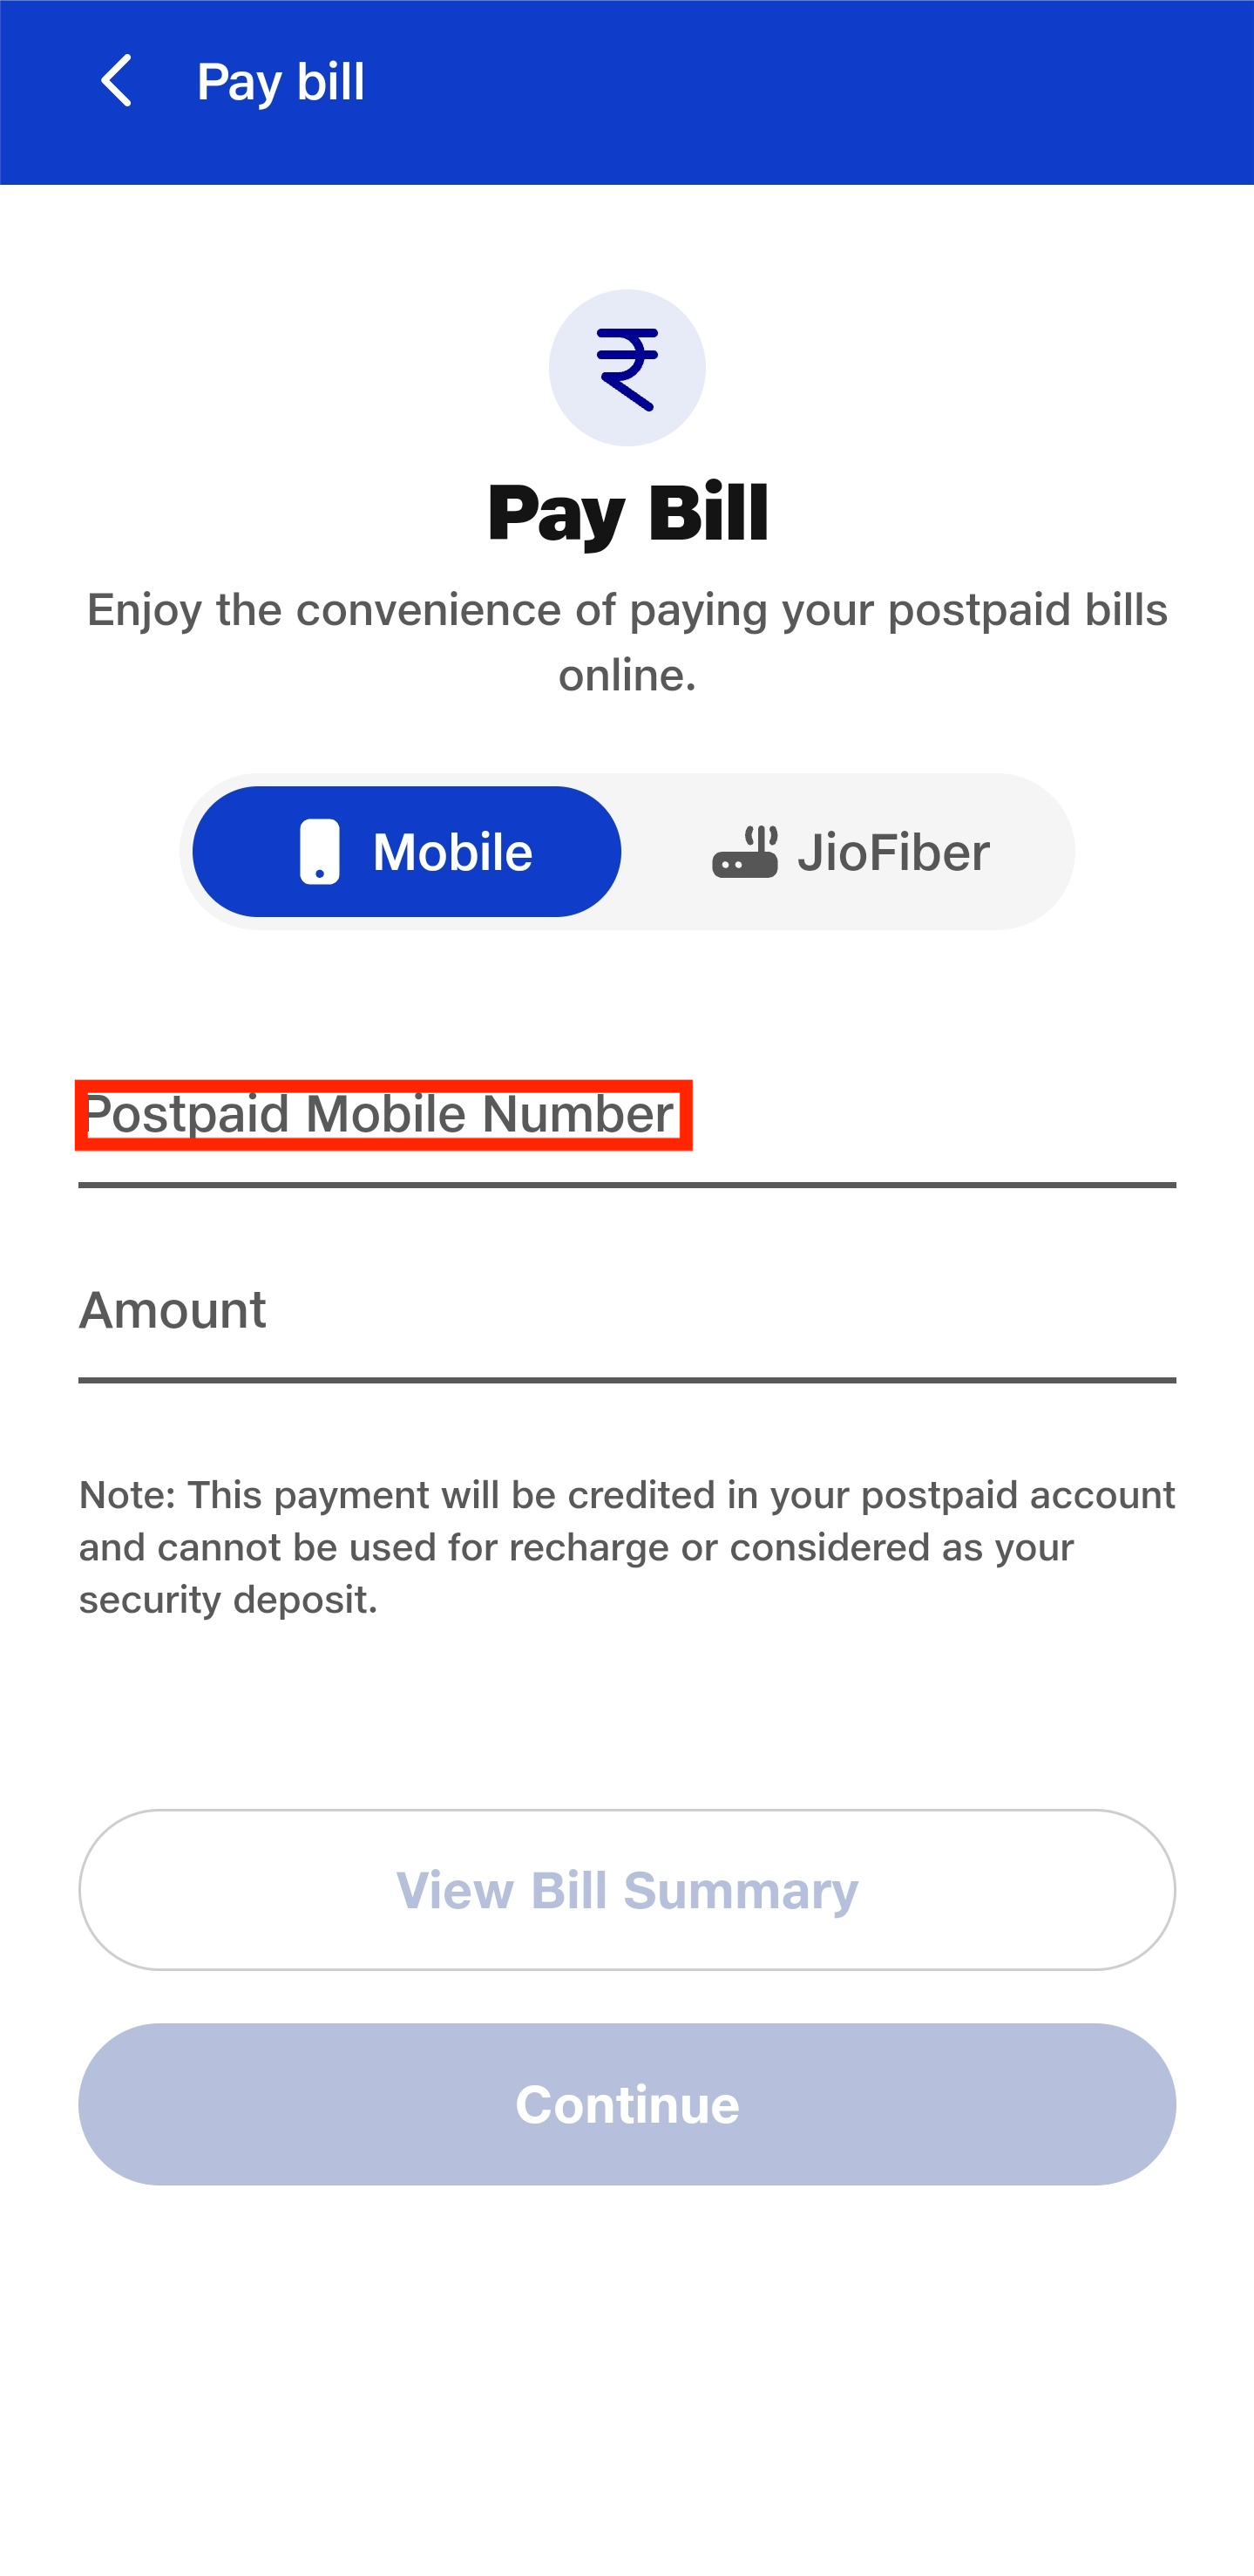 Pay bill
₹
Pay Bill
Enjoy the convenience of paying your postpaid bills
online.
Mobile
JioFiber
Postpaid Mobile Number
Amount
Note: This payment will be credited in your postpaid account
and cannot be used for recharge or considered as your
security deposit.
View Bill Summary
Continue